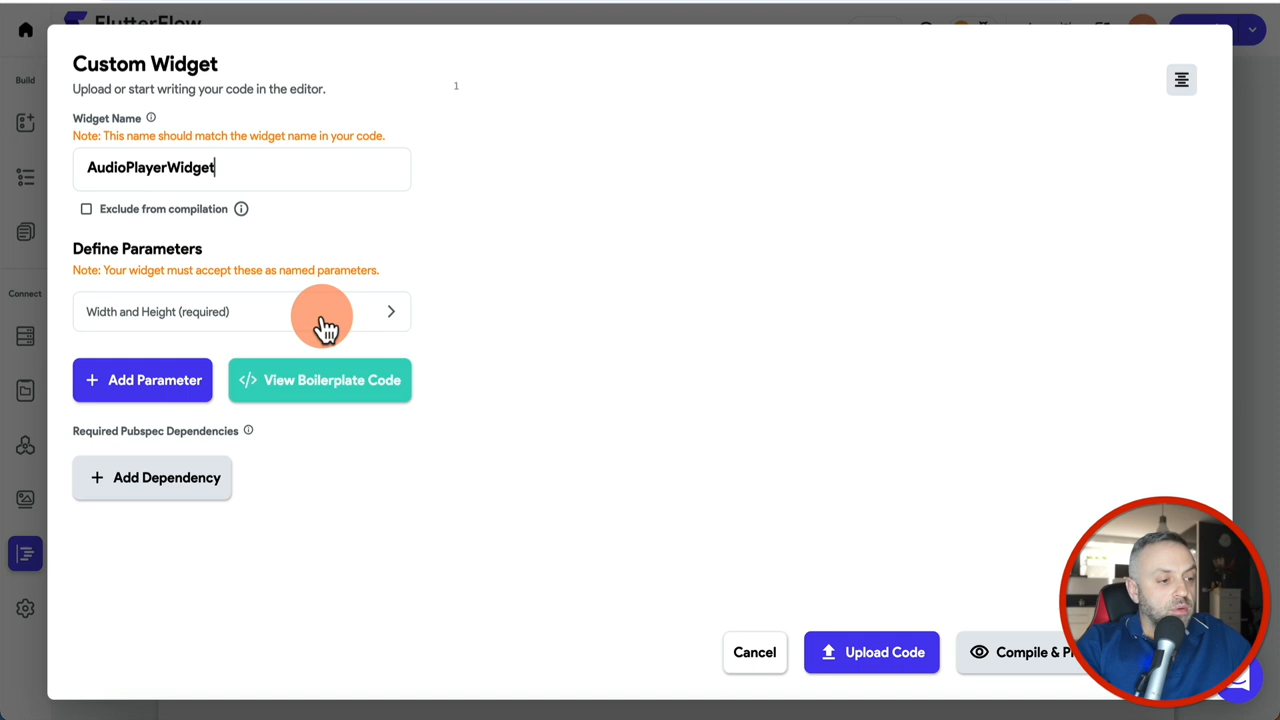 FlutterFlow
Build
Custom Widget
Upload or start writing your code in the editor.
1
Widget Name
Note: This name should match the widget name in your code.
AudioPlayerWidget
Exclude from compilation
Define Parameters
Note: Your widget must accept these as named parameters.
Connect
Width and Height (required)
+ Add Parameter
</> View Boilerplate Code
Required Pubspec Dependencies
+ Add Dependency
Cancel
Upload Code
Compile &